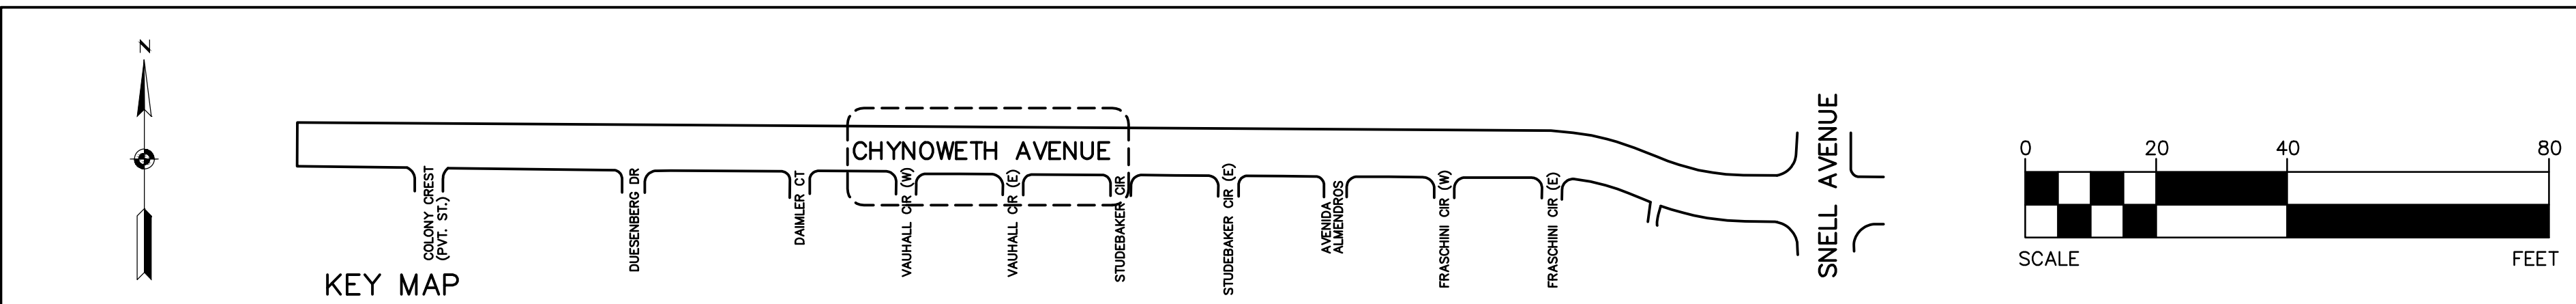 N
CHYNOWETH AVENUE
COLONY CREST
(PVT. ST.)
DUESENBERG DR
DAIMLER CT
VAUHALL CIR (W)
VAUHALL CIR (E)
STUDEBAKER CIR
STUDEBAKER CIR (E)
AVENIDA
ALMENDROS
FRASCHINI CIR (W)
FRASCHINI CIR (E)
SNELL AVENUE
KEY MAP
0 20 40 80
SCALE FEET